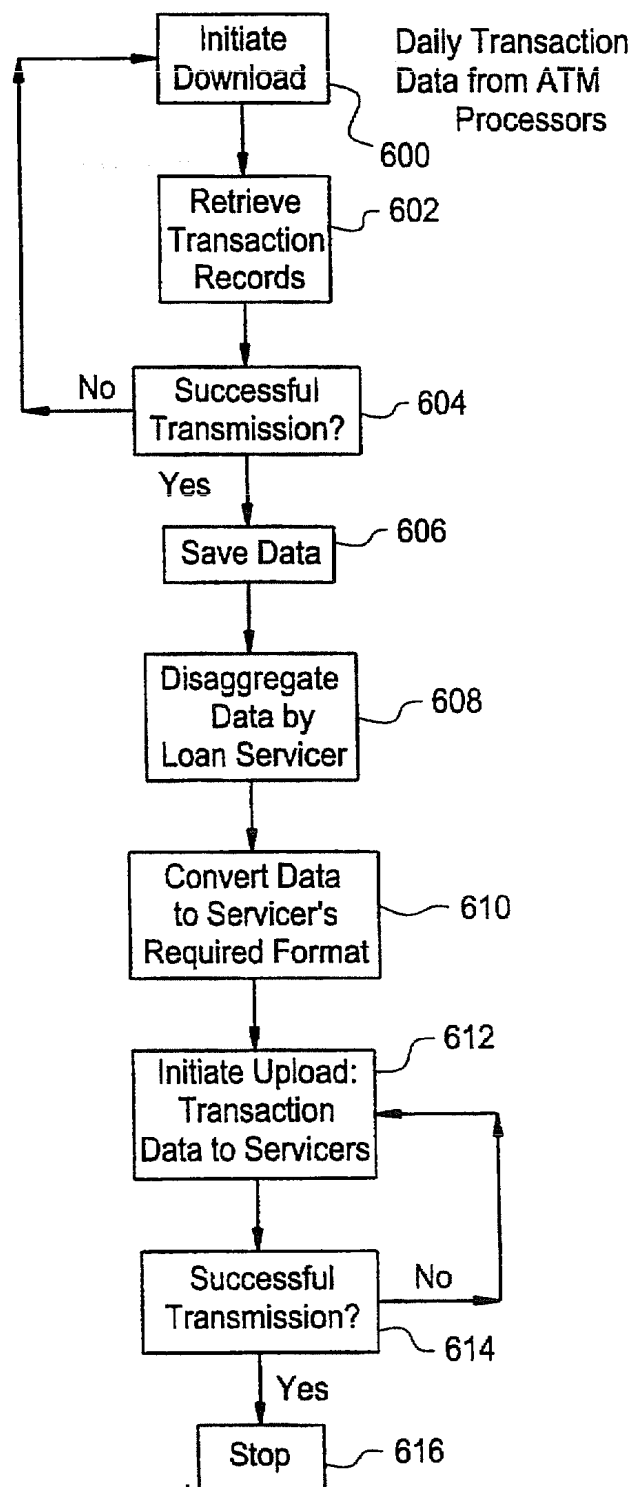 Initiate
Download
Daily Transaction
Data from ATM
Processors
600
Retrieve
Transaction
Records
602
Successful
Transmission?
604
No
Yes
Save Data
606
Disaggregate
Data by
Loan Servicer
608
Convert Data
to Servicer's
Required Format
610
Initiate Upload:
Transaction
Data to Servicers
612
Successful
Transmission?
No
614
Yes
Stop
616